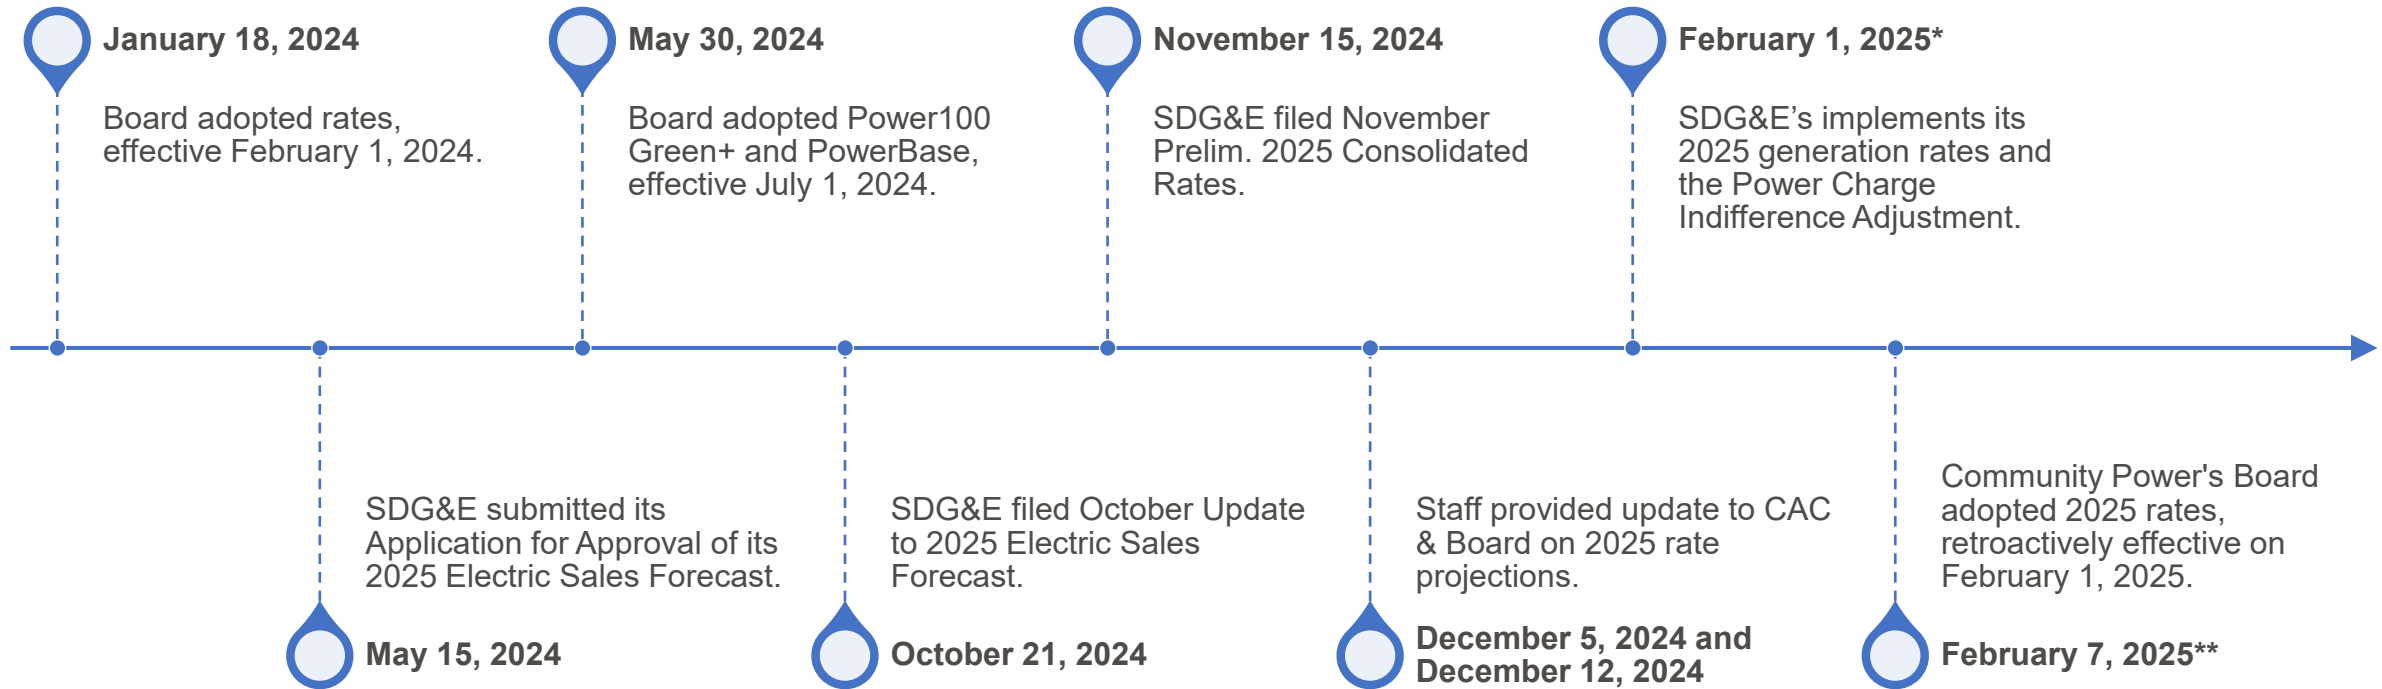 January 18, 2024
Board adopted rates,
effective February 1, 2024.
May 30, 2024
Board adopted Power100
Green+ and PowerBase,
effective July 1, 2024.
November 15, 2024
SDG&E filed November
Prelim. 2025 Consolidated
Rates.
February 1, 2025*
SDG&E’s implements its
2025 generation rates and
the Power Charge
Indifference Adjustment.
SDG&E submitted its
Application for Approval of its
2025 Electric Sales Forecast.
May 15, 2024
SDG&E filed October Update
to 2025 Electric Sales
Forecast.
October 21, 2024
Staff provided update to CAC
& Board on 2025 rate
projections.
December 5, 2024 and
December 12, 2024
Community Power's Board
adopted 2025 rates,
retroactively effective on
February 1, 2025.
February 7, 2025**